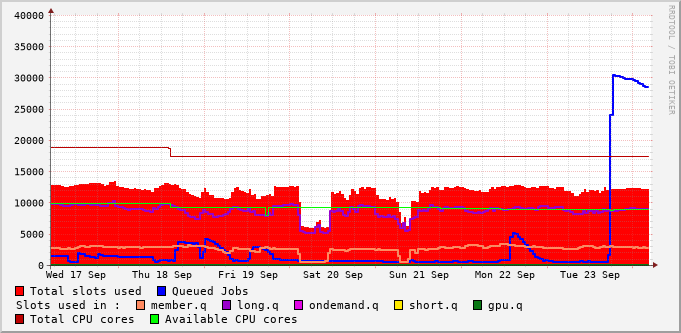 40000
35000
30000
25000
20000
15000
10000
5000
0
Wed 17 Sep Thu 18 Sep Fri 19 Sep Sat 20 Sep Sun 21 Sep Mon 22 Sep Tue 23 Sep
Total slots used Queued Jobs
Slots used in : member.q long.q ondemand.q short.q gpu.q
Total CPU cores Available CPU cores
RRDTOOL / TOBI OETIKER